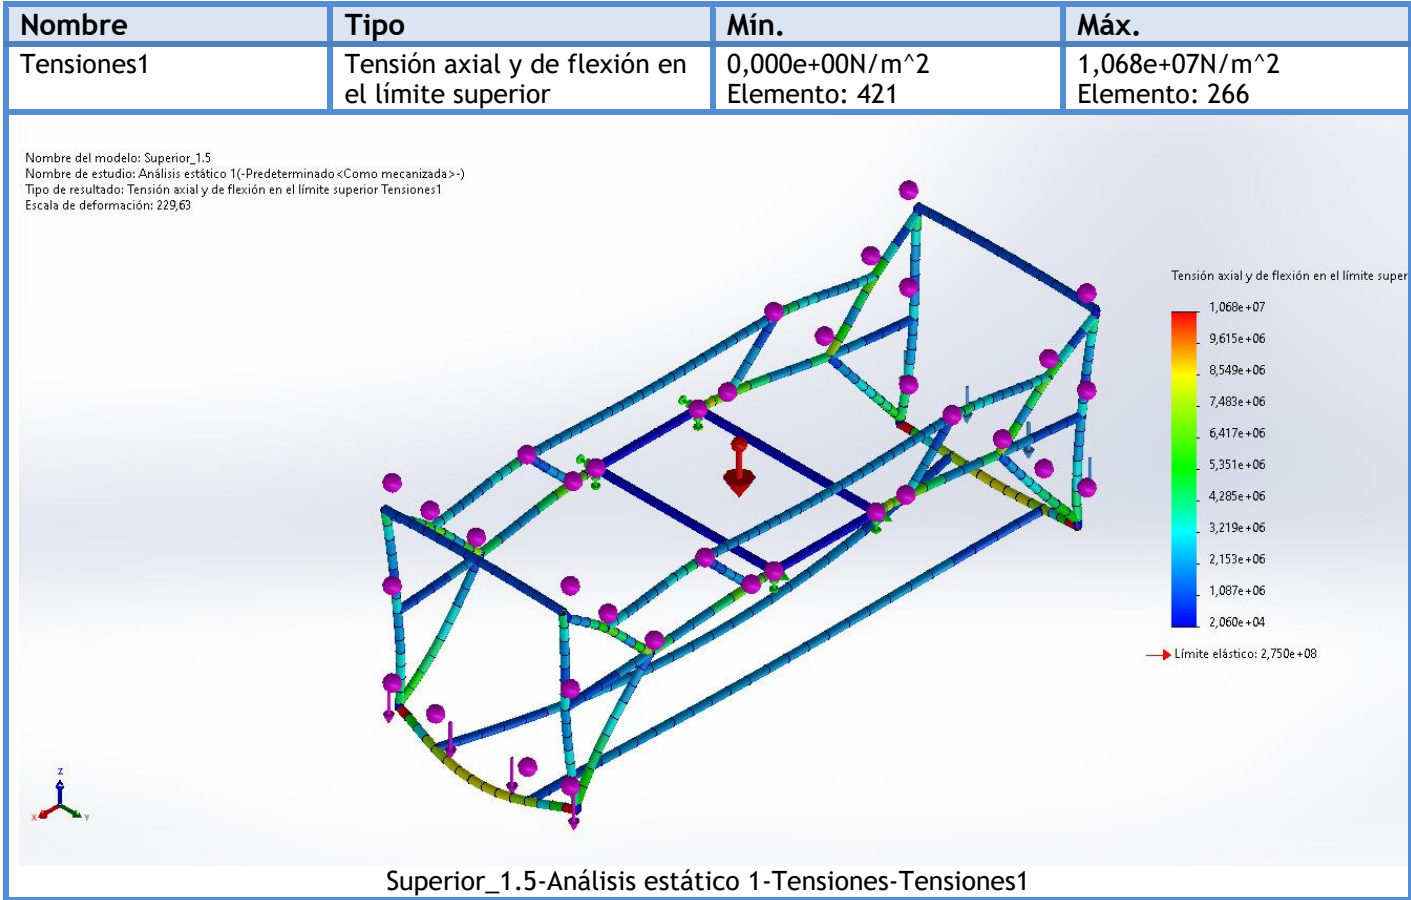 Nombre Tipo Mín. Máx.
Tensiones1 Tensión axial y de flexión en 0,000e+00N/m^2 1,068e+07N/m^2
el límite superior Elemento: 421 Elemento: 266
Nombre del modelo: Superior_1.5
Nombre de estudio: Análisis estático 1(-Predeterminado<Como mecanizada>-)
Tipo de resultado: Tensión axial y de flexión en el límite superior Tensiones1
Escala de deformación: 229,63
Tensión axial y de flexión en el límite super
1,068e+07
9,615e+06
8,549e+06
7,483e+06
6,417e+06
5,351e+06
4,285e+06
3,219e+06
2,153e+06
1,087e+06
2,060e+04
Límite elástico: 2,750e+08
Z
X
Y
Superior_1.5-Análisis estático 1-Tensiones-Tensiones1